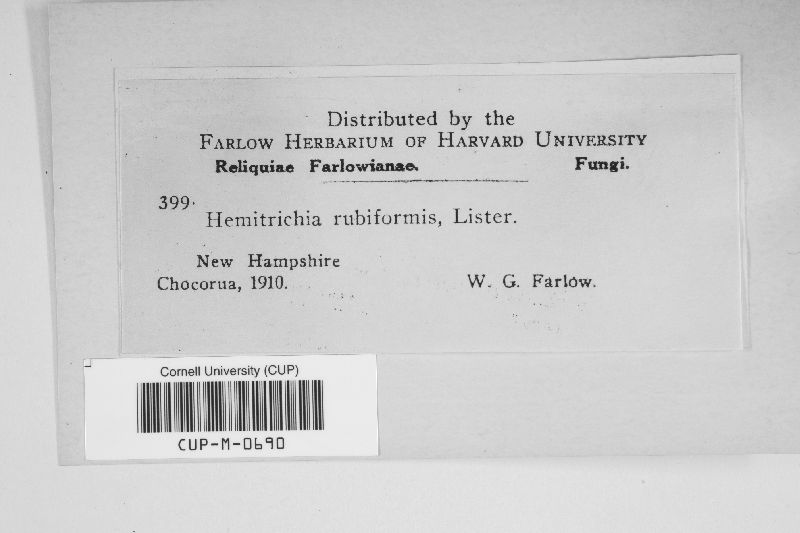 Distributed by the
FARLOW HERBARIUM OF HARVARD UNIVERSITY
Reliquiae Farlowianae. Fungi.
399.
Hemitrichia rubiformis, Lister.
New Hampshire
Chocorua, 1910. W. G. Farlow.
Cornell University (CUP)
CUP-M-0690